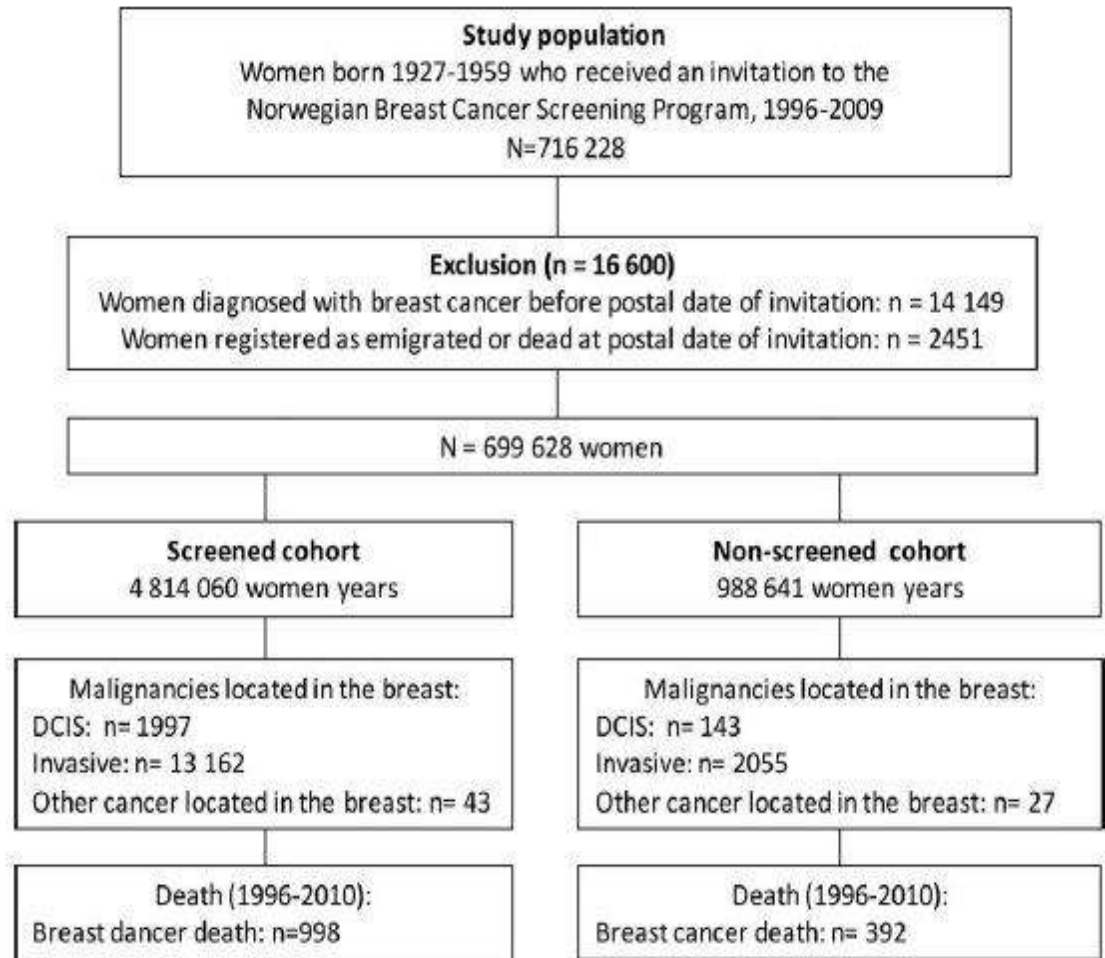 Study population
Women born 1927-1959 who received an invitation to the
Norwegian Breast Cancer Screening Program, 1996-2009
N=716 228
Exclusion (n = 16 600)
Women diagnosed with breast cancer before postal date of invitation: n = 14 149
Women registered as emigrated or dead at postal date of invitation: n = 2451
N = 699 628 women
Screened cohort
4 814 060 women years
Non-screened cohort
988 641 women years
Malignancies located in the breast:
DCIS: n= 1997
Invasive: n= 13 162
Other cancer located in the breast: n= 43
Malignancies located in the breast:
DCIS: n= 143
Invasive: n= 2055
Other cancer located in the breast: n= 27
Death (1996-2010):
Breast dancer death: n=998
Death (1996-2010):
Breast cancer death: n= 392